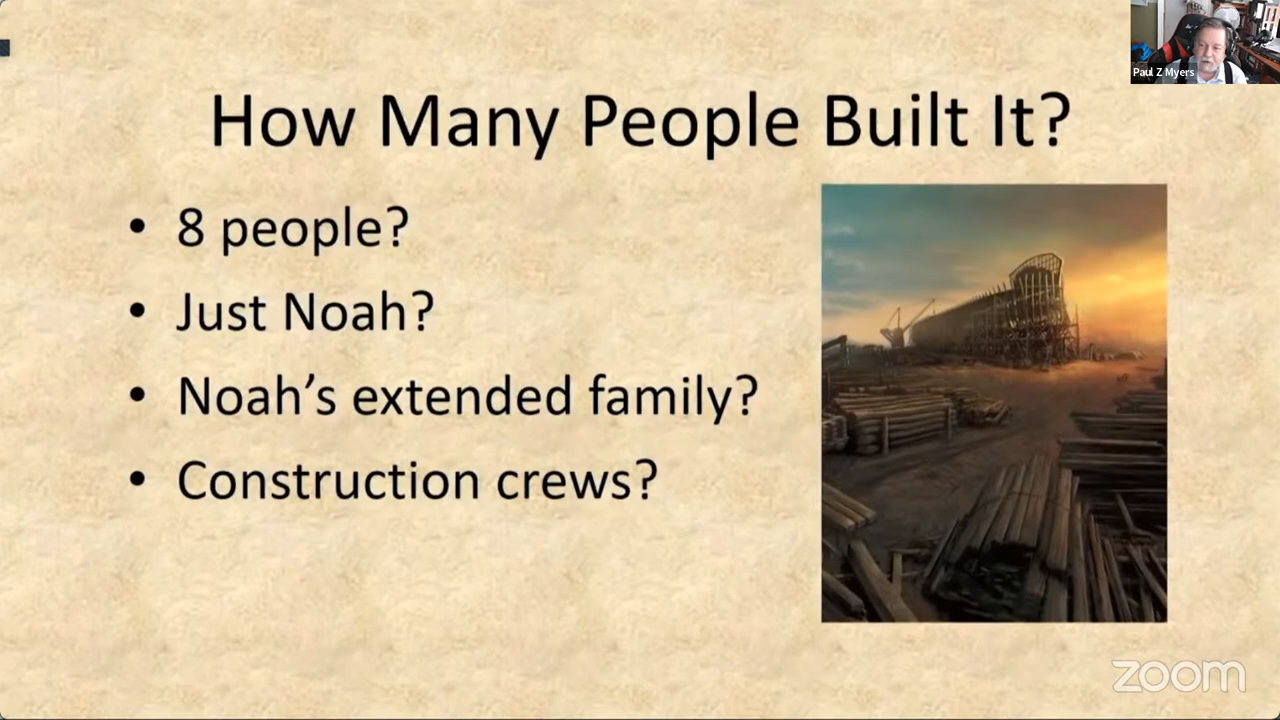 Paul Z Myers
How Many People Built It?
• 8 people?
• Just Noah?
• Noah’s extended family?
• Construction crews?
zoom